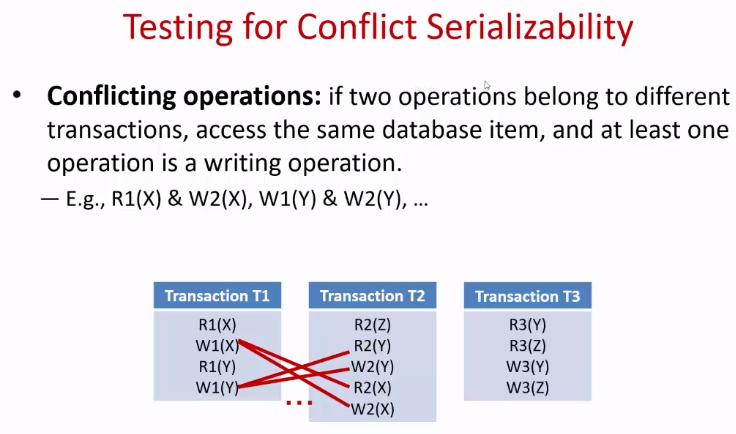 Testing for Conflict Serializability
• Conflicting operations: if two operations belong to different
transactions, access the same database item, and at least one
operation is a writing operation.
— E.g., R1(X) & W2(X), W1(Y) & W2(Y), ...
Transaction T1
R1(X)
W1(X)
R1(Y)
W1(Y)
...
Transaction T2
R2(Z)
R2(Y)
W2(Y)
R2(X)
W2(X)
Transaction T3
R3(Y)
R3(Z)
W3(Y)
W3(Z)